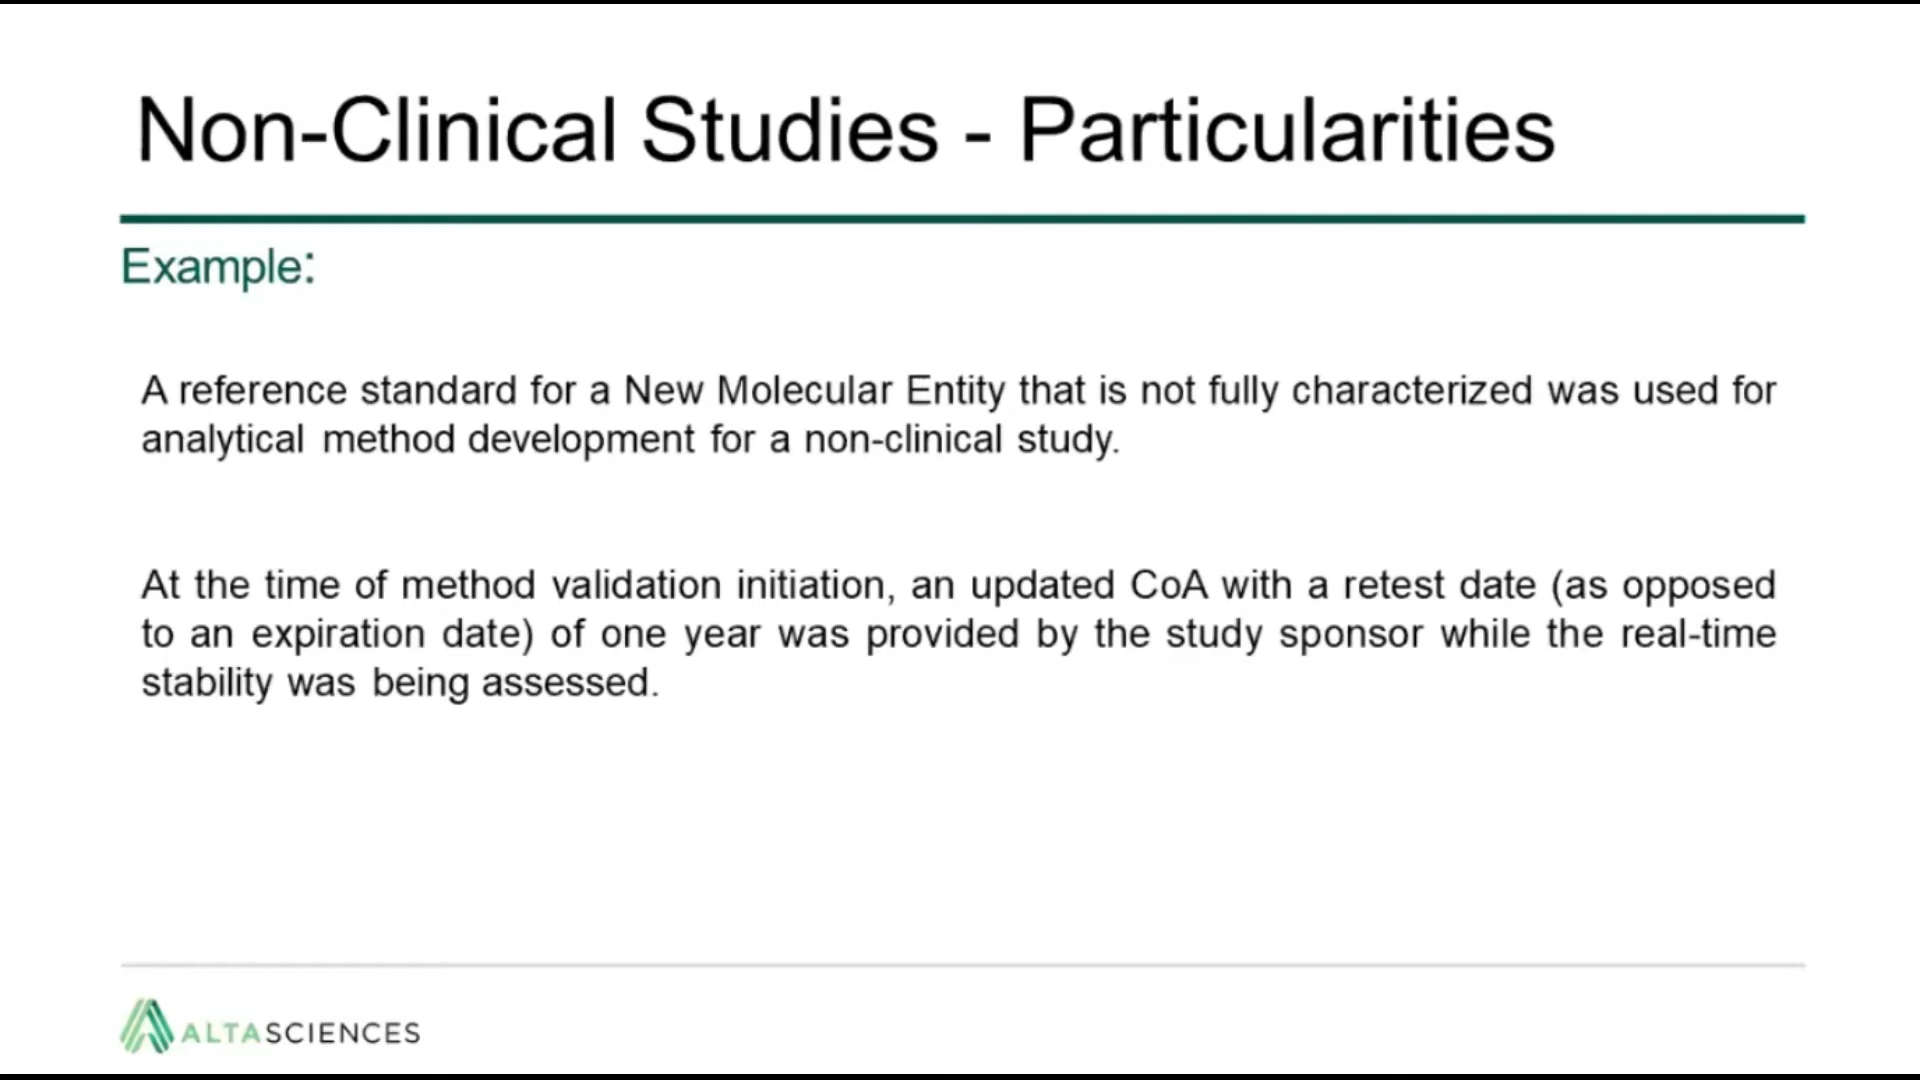 Non-Clinical Studies - Particularities
Example:
A reference standard for a New Molecular Entity that is not fully characterized was used for
analytical method development for a non-clinical study.
At the time of method validation initiation, an updated CoA with a retest date (as opposed
to an expiration date) of one year was provided by the study sponsor while the real-time
stability was being assessed.
ALTASCIENCES